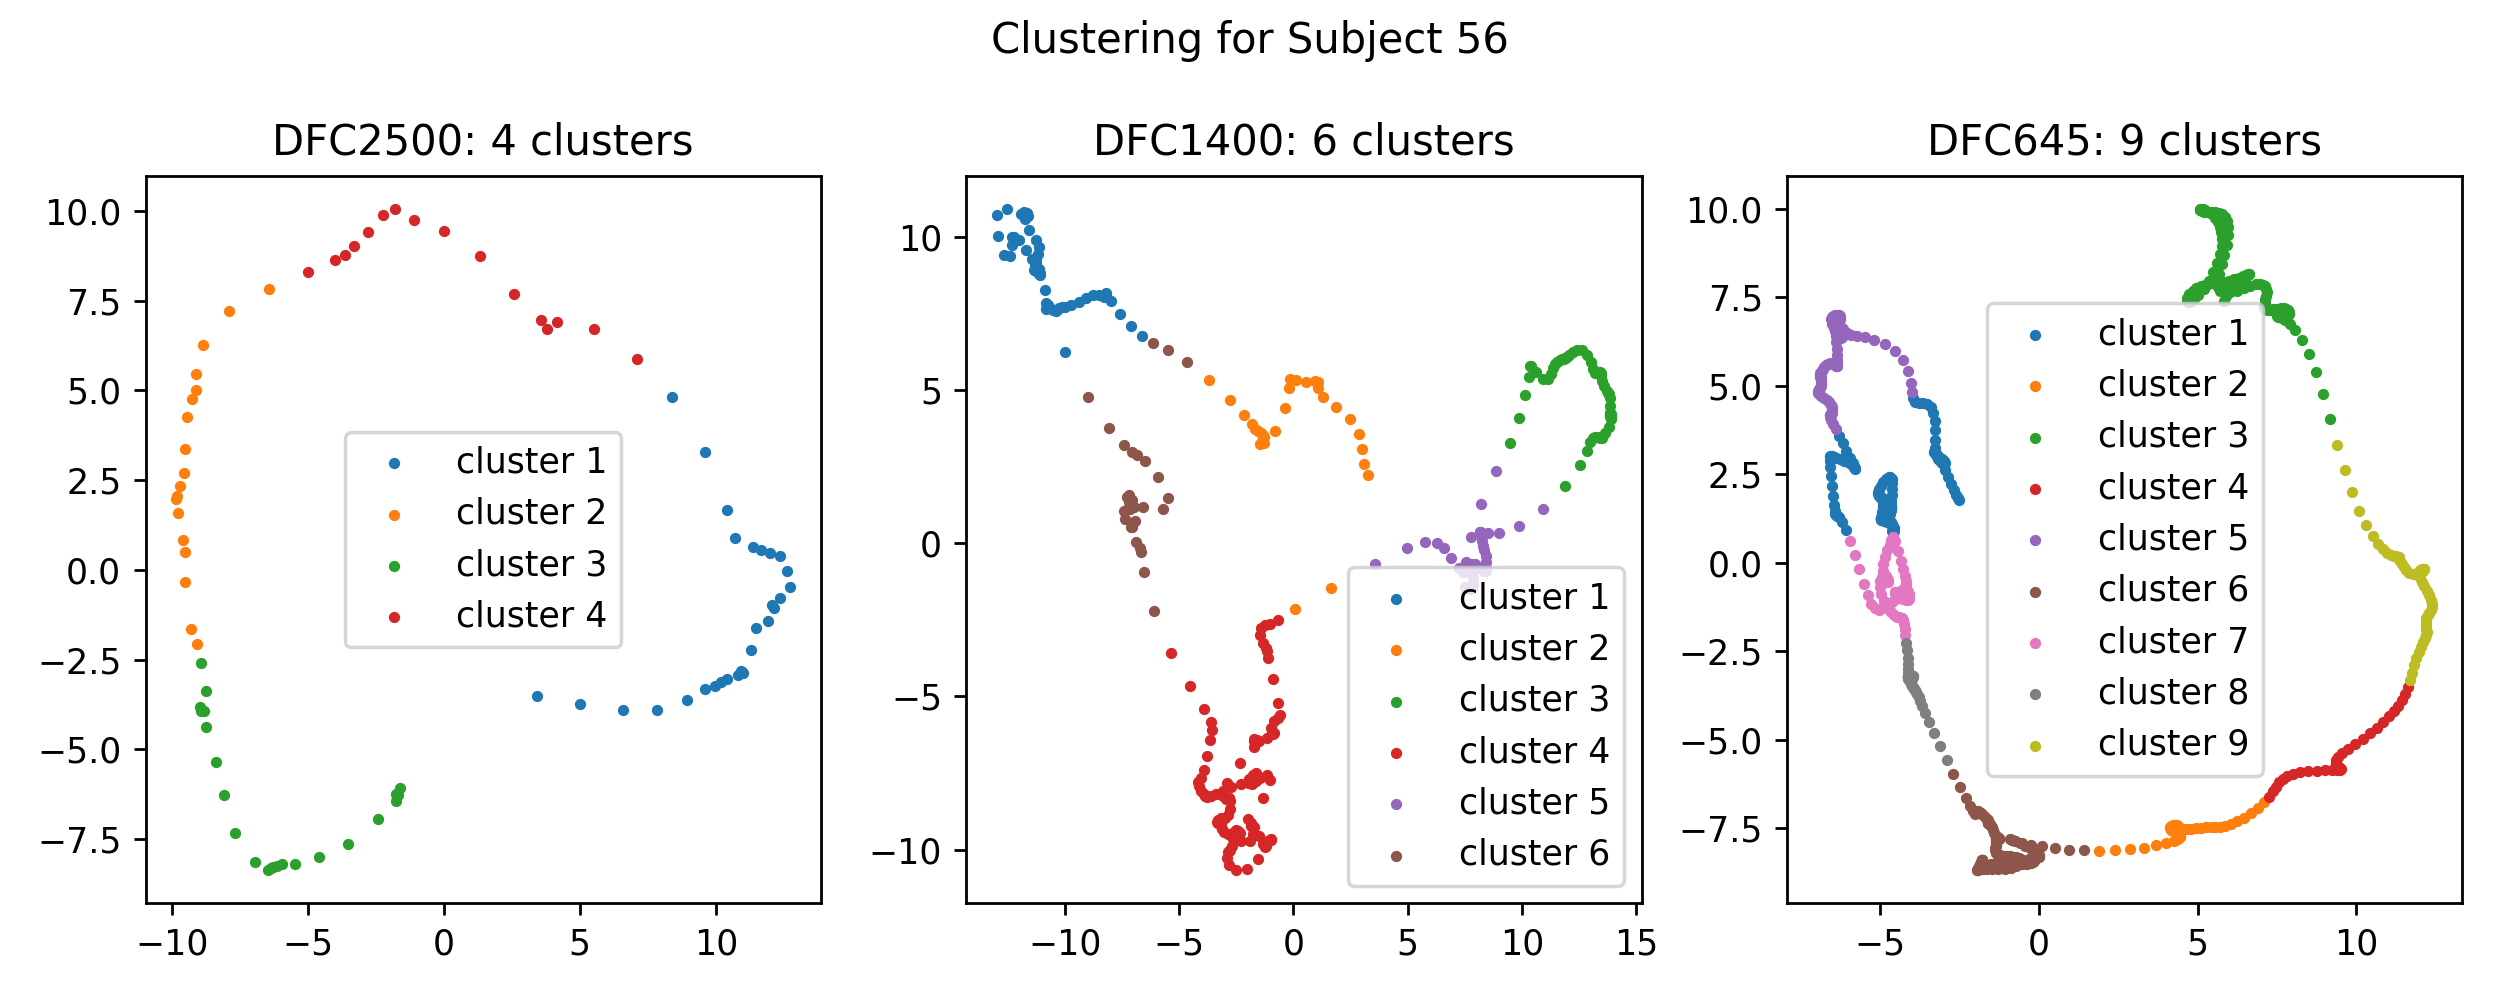 Clustering for Subject 56
DFC2500: 4 clusters
10.0
7.5
5.0
2.5
0.0
−2.5
−5.0
−7.5
−10
−5
0
5
10
cluster 1
cluster 2
cluster 3
cluster 4
DFC1400: 6 clusters
10
5
0
−5
−10
−10
−5
0
5
10
15
cluster 1
cluster 2
cluster 3
cluster 4
cluster 5
cluster 6
DFC645: 9 clusters
10.0
7.5
5.0
2.5
0.0
−2.5
−5.0
−7.5
−5
0
5
10
cluster 1
cluster 2
cluster 3
cluster 4
cluster 5
cluster 6
cluster 7
cluster 8
cluster 9